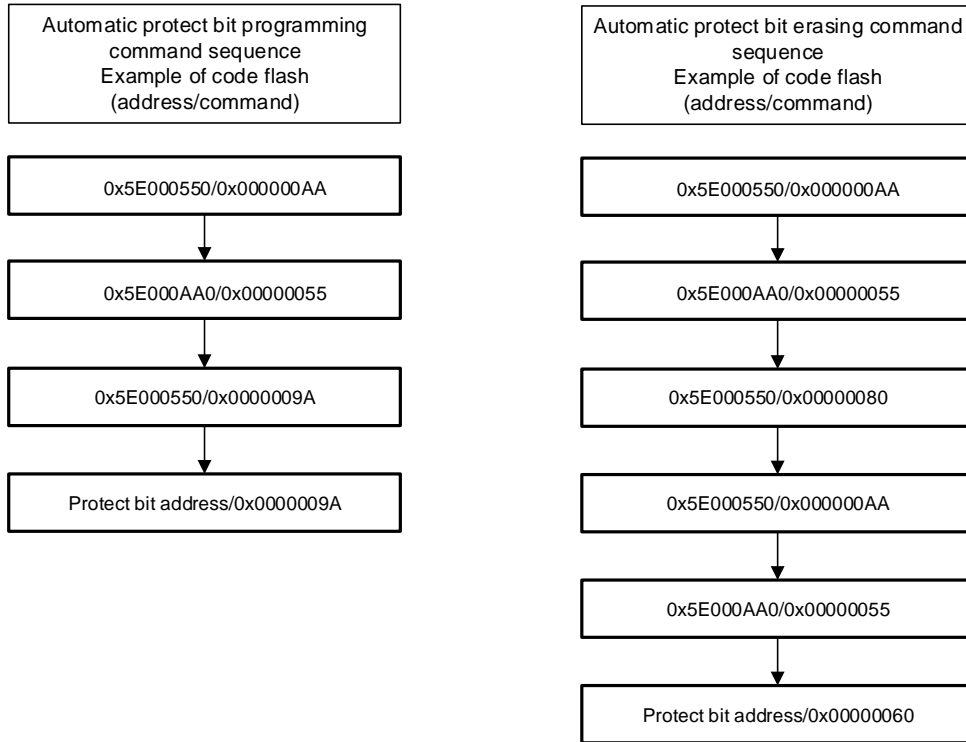 Automatic protect bit programming
command sequence
Example of code flash
(address/command)
0x5E000550/0x000000AA
0x5E000AA0/0x00000055
0x5E000550/0x0000009A
Protect bit address/0x0000009A
Automatic protect bit erasing command
sequence
Example of code flash
(address/command)
0x5E000550/0x000000AA
0x5E000AA0/0x00000055
0x5E000550/0x00000080
0x5E000550/0x000000AA
0x5E000AA0/0x00000055
Protect bit address/0x00000060